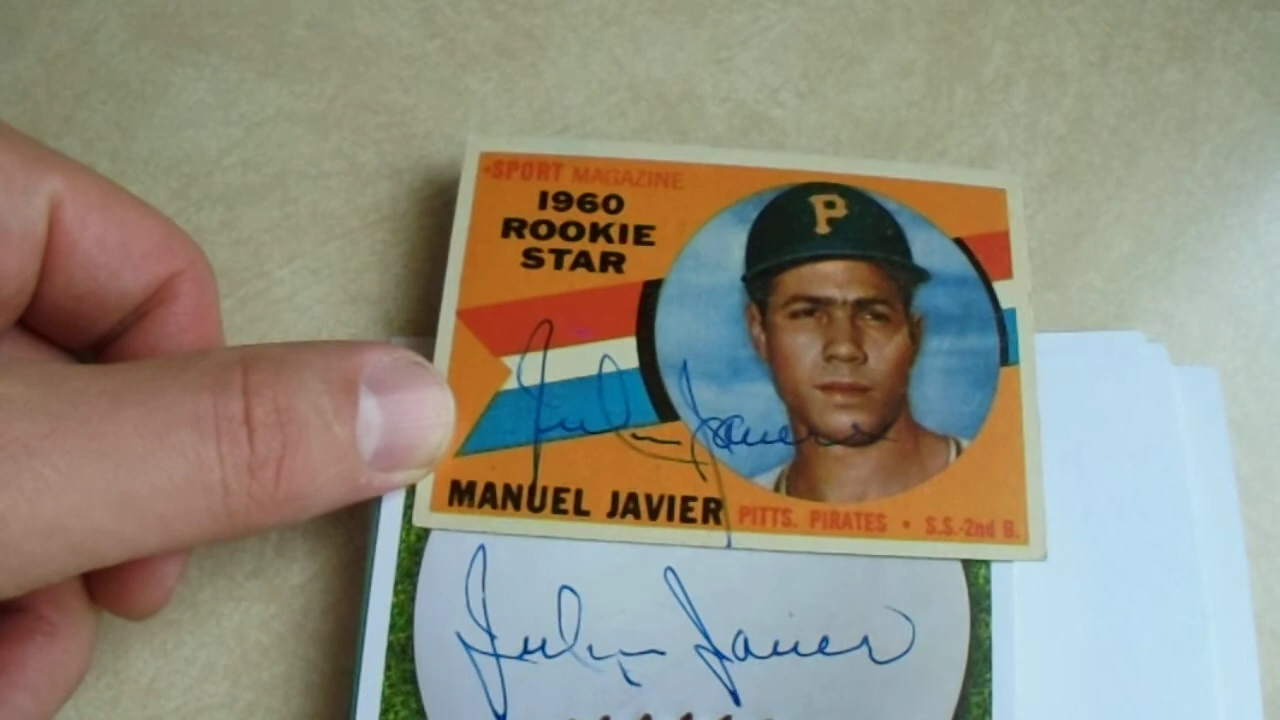 •SPORT MAGAZINE
1960
ROOKIE
STAR
P
Julian Javier
MANUEL JAVIER
PITTS. PIRATES • S.S.-2nd B.
Julian Javier